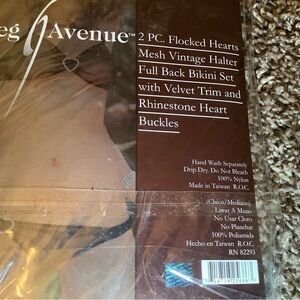 eg Avenue™
2 PC. Flocked Hearts
Mesh Vintage Halter
Full Back Bikini Set
with Velvet Trim and
Rhinestone Heart
Buckles
Hand Wash Separately
Drip Dry. Do Not Bleach
100% Nylon
Made in Taiwan R.O.C.
(Chico/Mediano)
Lavar A Mano
No Usar Cloro
No Planchar
100% Poliamida
Hecho en Taiwan R.O.C.
RN 82293